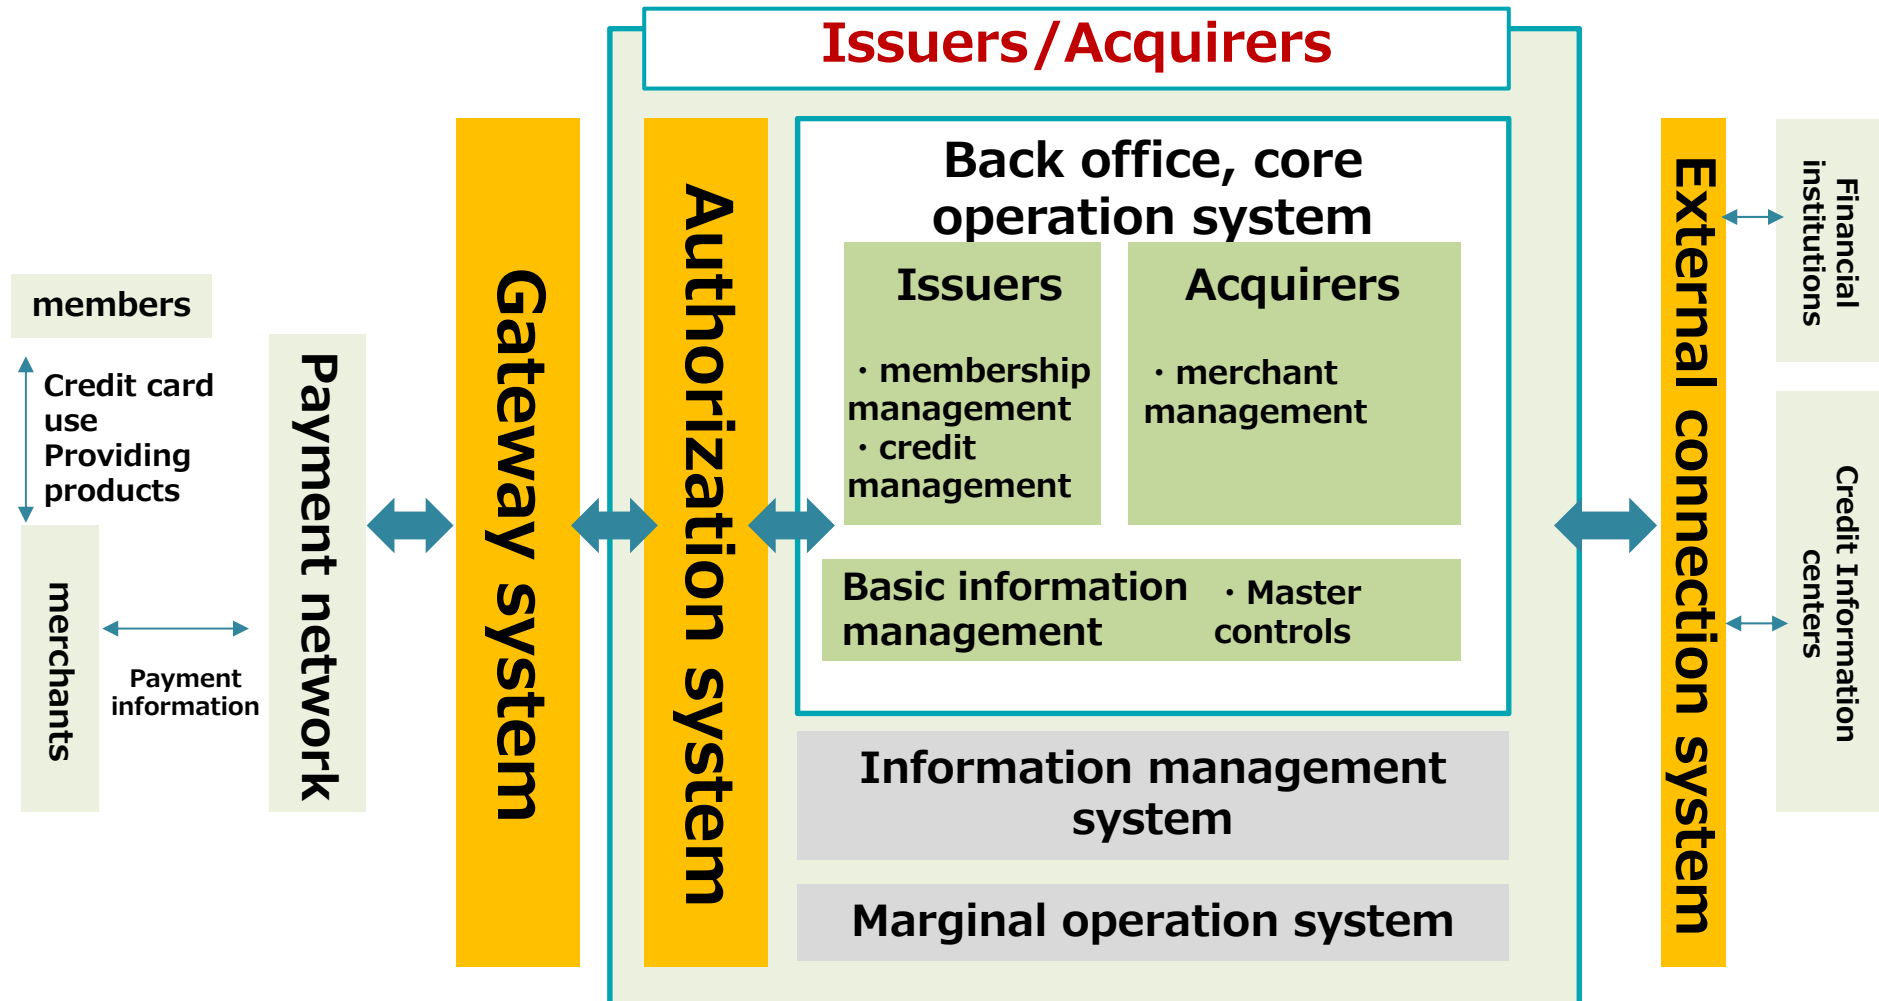 Issuers/Acquirers
members
Credit card
use
Providing
products
merchants
Payment
information
Payment network
Gateway system
Authorization system
Back office, core
operation system
Issuers
・membership
management
・credit
management
Acquirers
・merchant
management
Basic information
management
・Master
controls
Information management
system
Marginal operation system
External connection system
Financial
institutions
Credit Information
centers